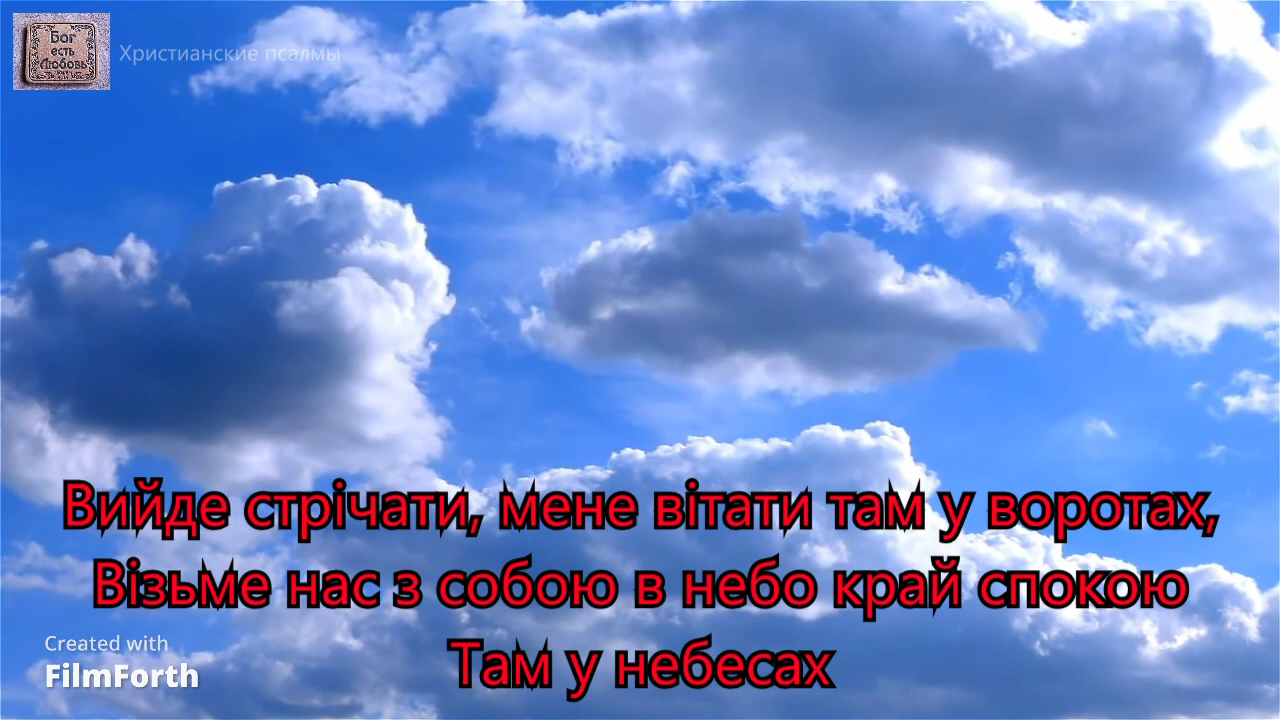 Бог
есть
Любовь
Христианские псалмы
Вийде стрічати, мене вітати там у воротах,
Візьме нас з собою в небо край спокою
Там у небесах
Created with
FilmForth